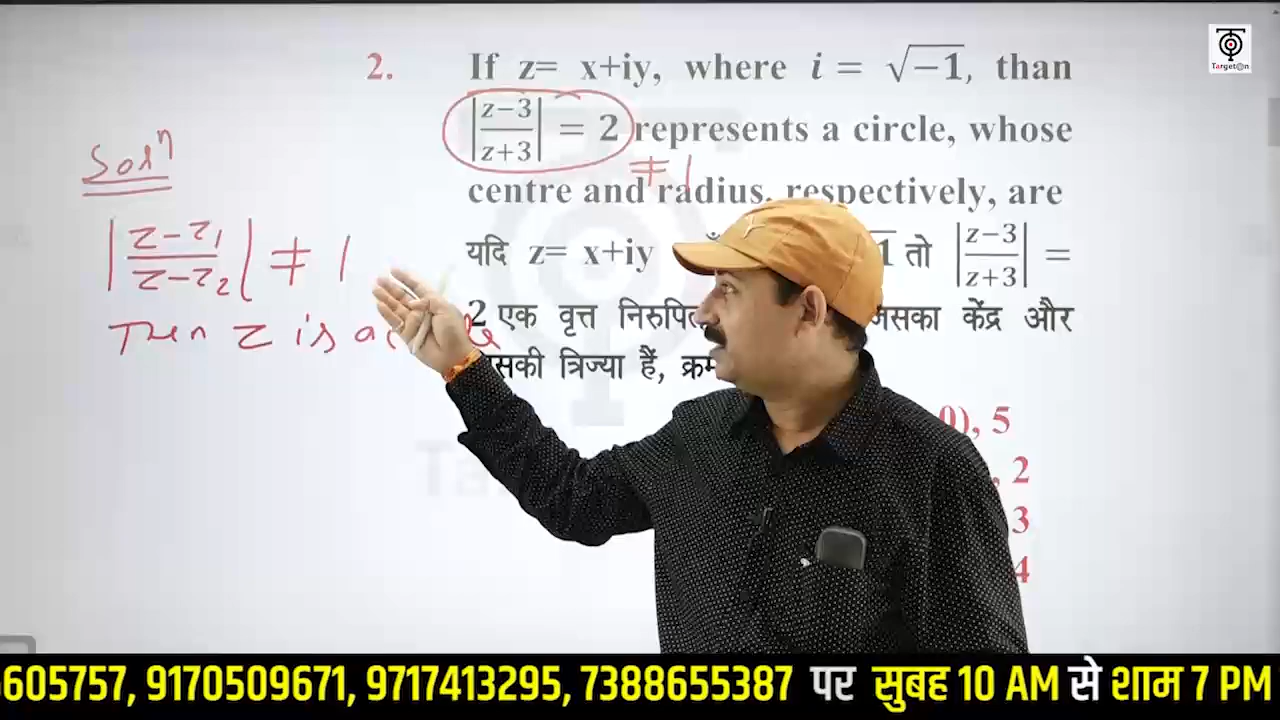 Target@n
2. If z= x+iy, where i = √−1, than
|z−3/z+3| = 2 represents a circle, whose
≠ 1
centre and radius, respectively, are
यदि z= x+iy 1 तो |z−3/z+3| =
2 एक वृत्त निरुपित जिसका केंद्र और
सकी त्रिज्या हैं, क्रम
0), 5
, 2
3
4
Solⁿ
|z−z₁/z−z₂| ≠ 1
Then z is a
605757, 9170509671, 9717413295, 7388655387 पर सुबह 10 AM से शाम 7 PM